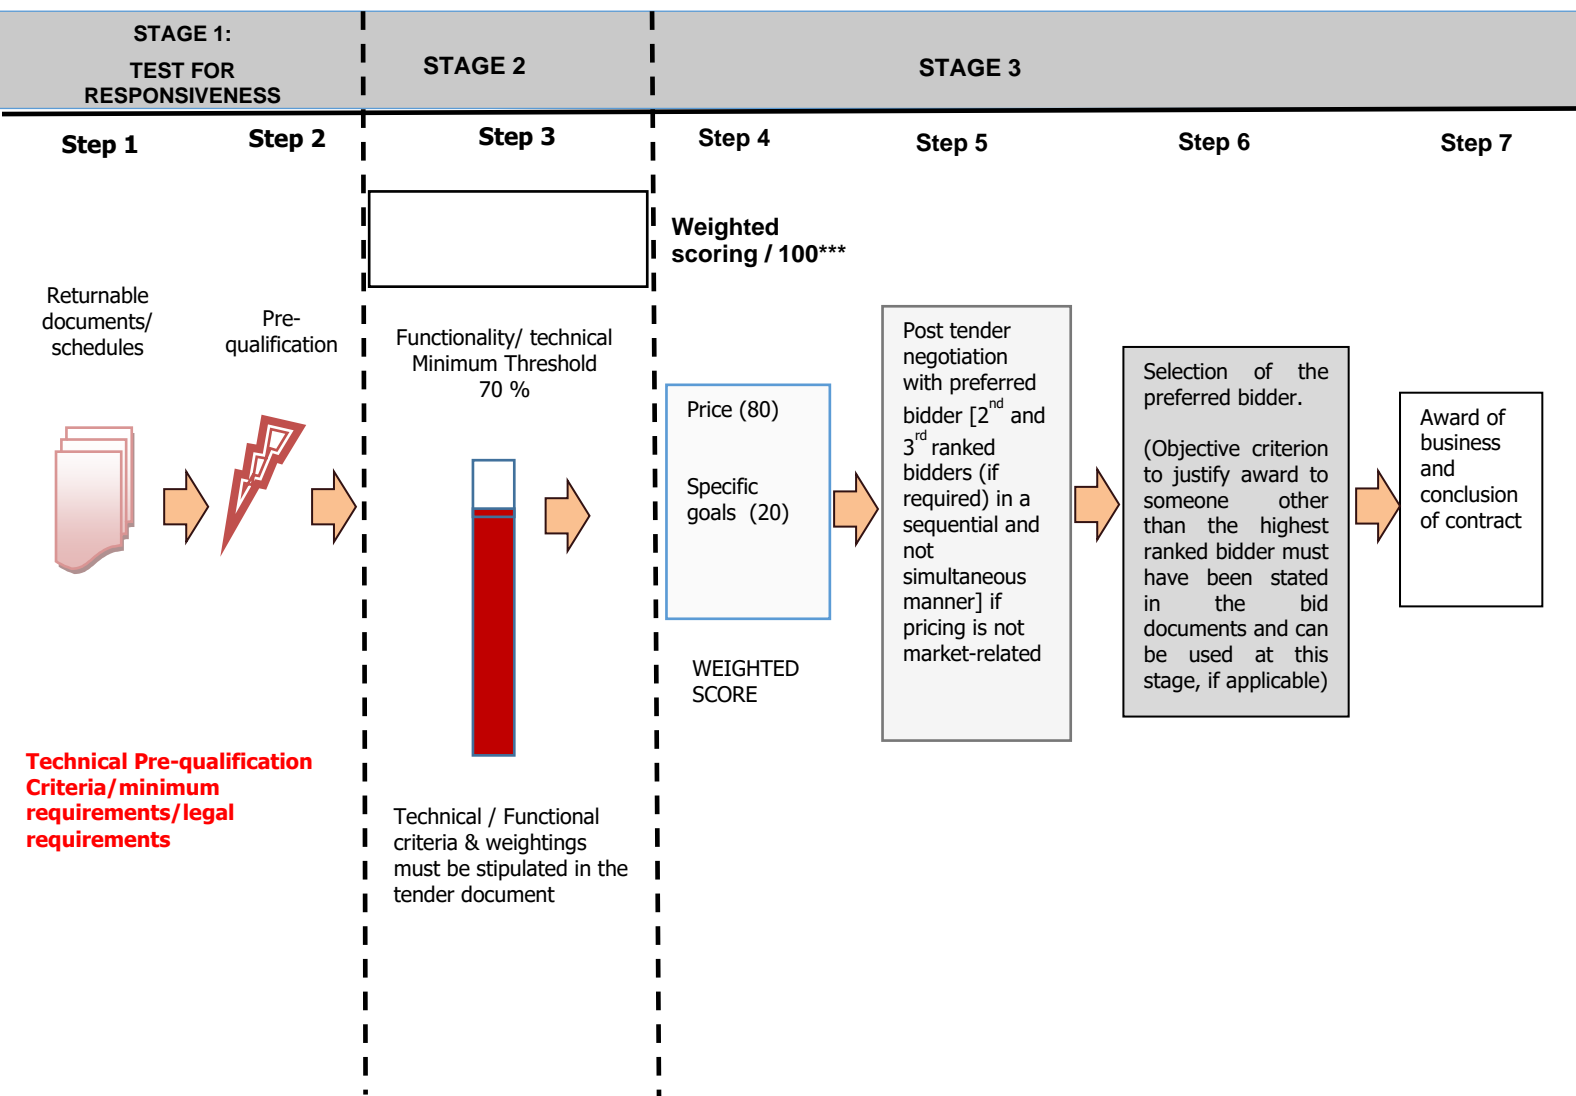 STAGE 1:
TEST FOR
RESPONSIVENESS
STAGE 2
STAGE 3
Step 1
Step 2
Step 3
Step 4
Step 5
Step 6
Step 7
Returnable
documents/
schedules
Pre-
qualification
Technical Pre-qualification
Criteria/minimum
requirements/legal
requirements
Functionality/ technical
Minimum Threshold
70 %
Technical / Functional
criteria & weightings
must be stipulated in the
tender document
Weighted
scoring / 100***
Price (80)
Specific
goals (20)
WEIGHTED
SCORE
Post tender
negotiation
with preferred
bidder [2nd and
3rd ranked
bidders (if
required) in a
sequential and
not
simultaneous
manner] if
pricing is not
market-related
Selection of the
preferred bidder.
(Objective criterion
to justify award to
someone other
than the highest
ranked bidder must
have been stated
in the bid
documents and can
be used at this
stage, if applicable)
Award of
business
and
conclusion
of contract